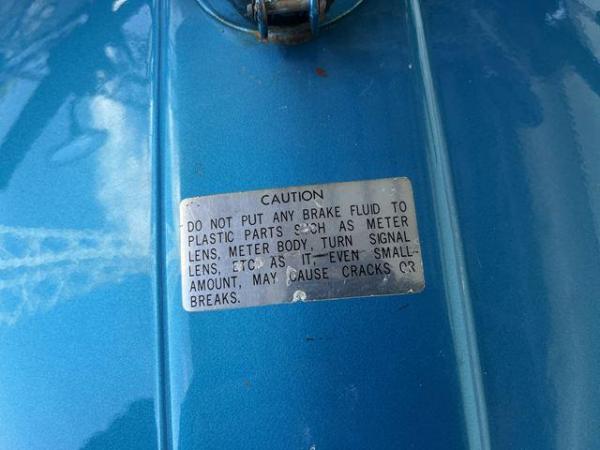 CAUTION
DO NOT PUT ANY BRAKE FLUID TO
PLASTIC PARTS SUCH AS METER
LENS, METER BODY, TURN SIGNAL
LENS, ETC. AS IT, EVEN SMALL
AMOUNT, MAY CAUSE CRACKS OR
BREAKS.